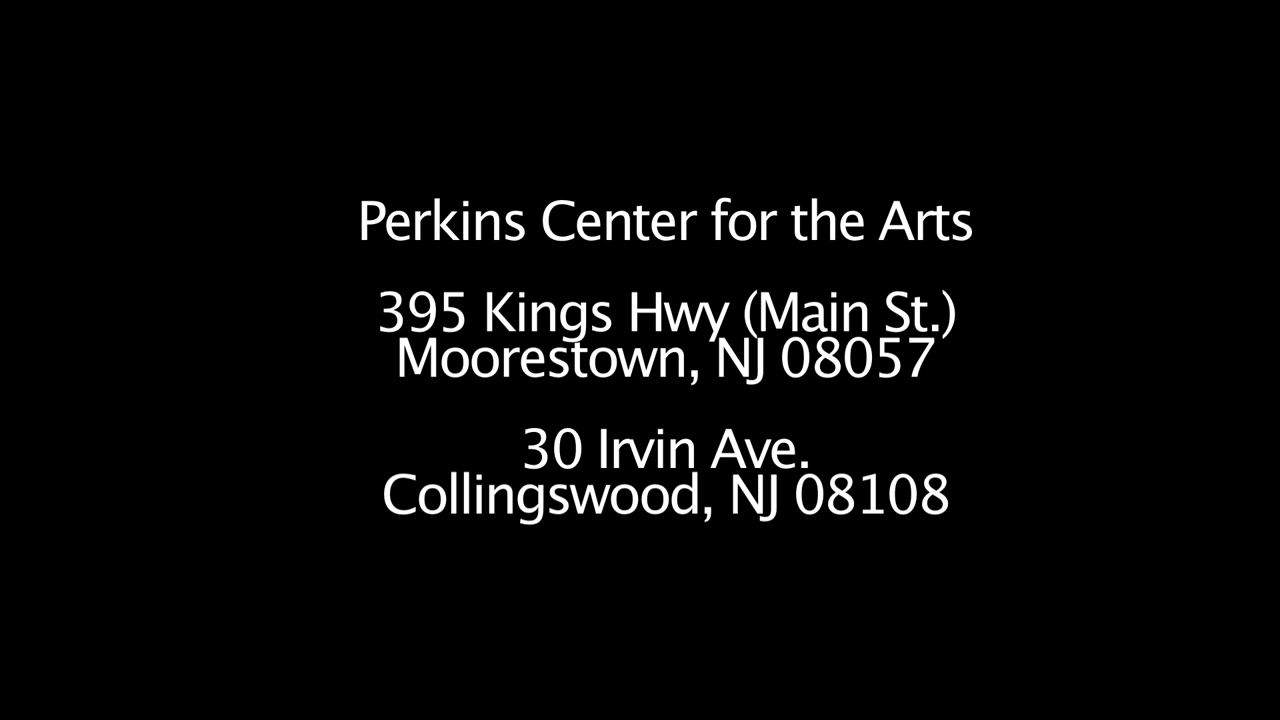 Perkins Center for the Arts
395 Kings Hwy (Main St.)
Moorestown, NJ 08057
30 Irvin Ave.
Collingswood, NJ 08108